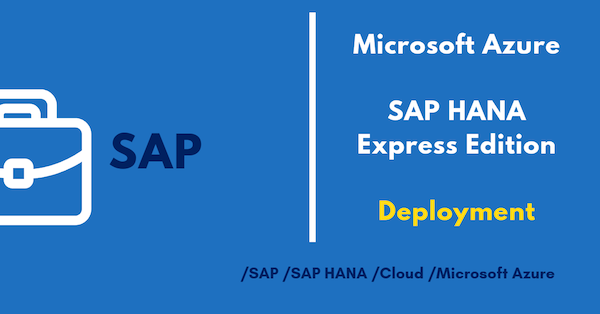 SAP
Microsoft Azure
SAP HANA
Express Edition
Deployment
/SAP /SAP HANA /Cloud /Microsoft Azure